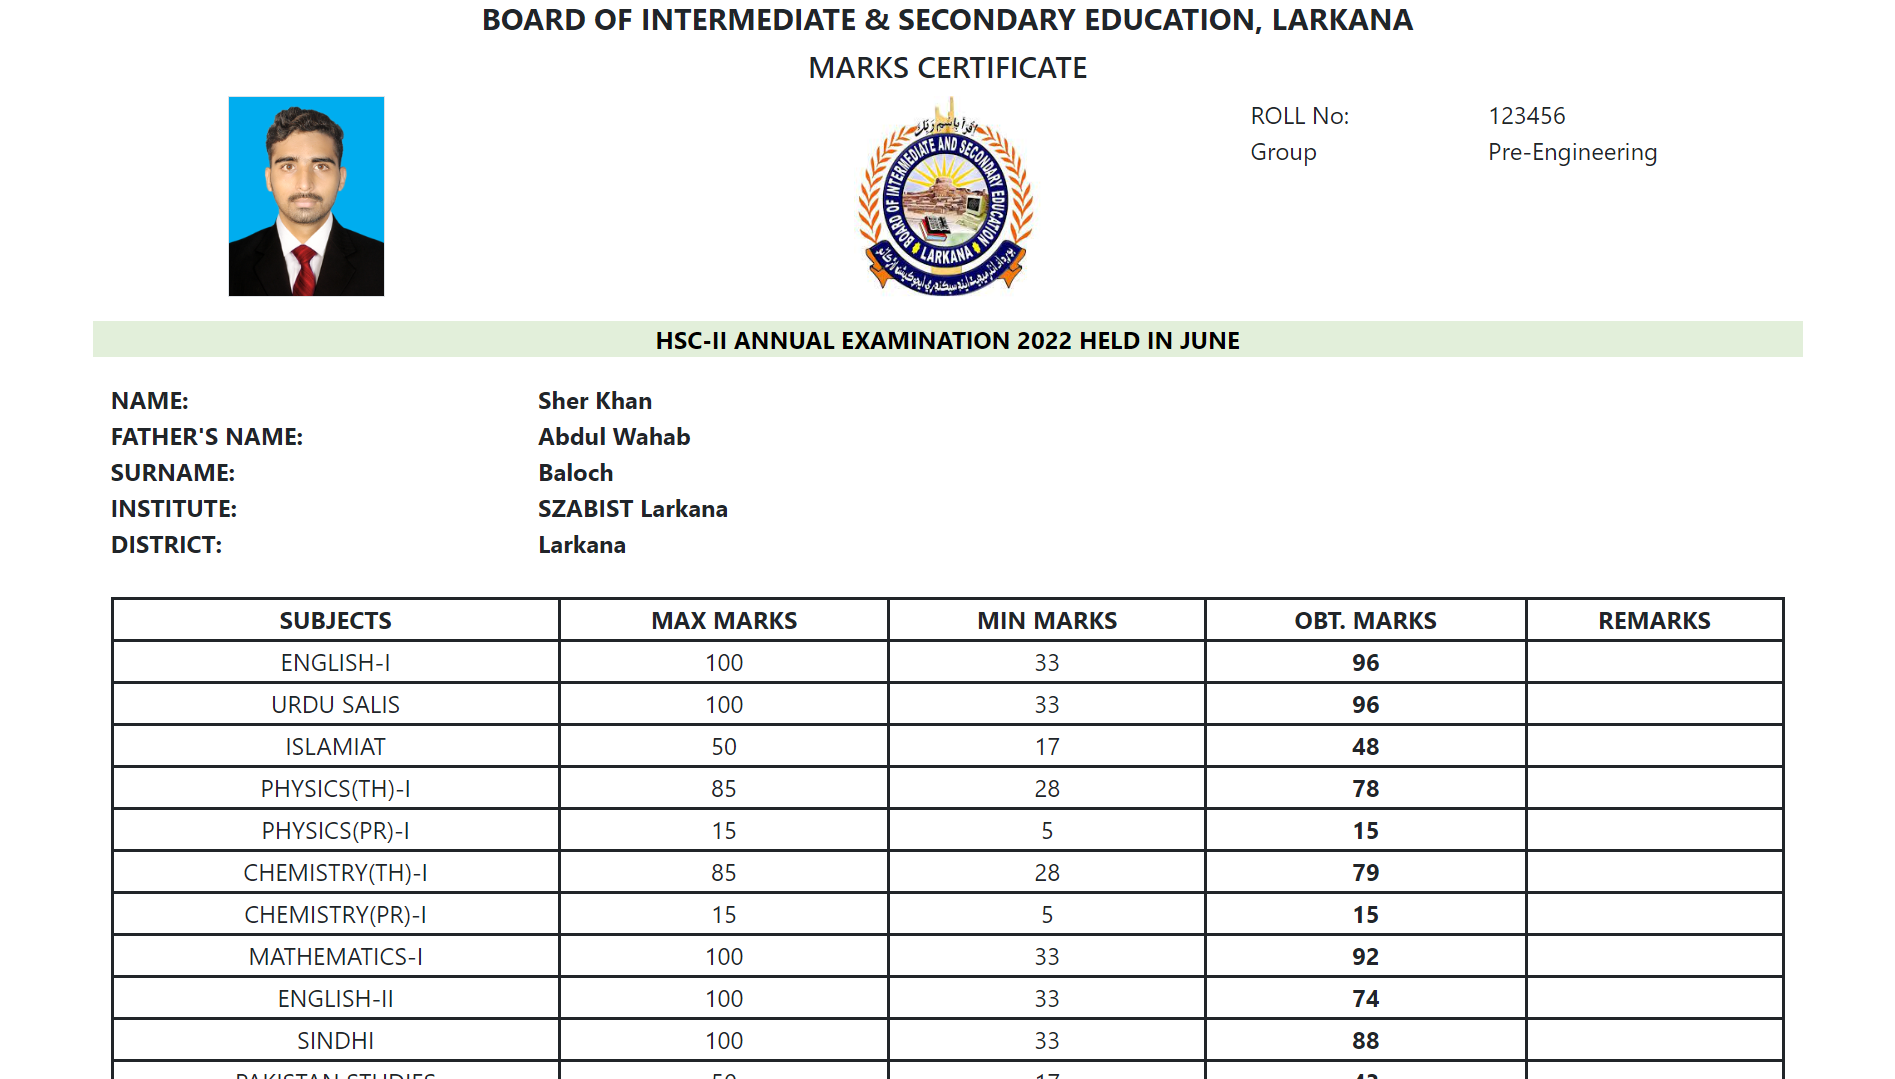 BOARD OF INTERMEDIATE & SECONDARY EDUCATION, LARKANA
MARKS CERTIFICATE
BOARD OF INTERMEDIATE AND SECONDARY EDUCATION
LARKANA
ROLL No: 123456
Group Pre-Engineering
HSC-II ANNUAL EXAMINATION 2022 HELD IN JUNE
NAME: Sher Khan
FATHER'S NAME: Abdul Wahab
SURNAME: Baloch
INSTITUTE: SZABIST Larkana
DISTRICT: Larkana
SUBJECTS MAX MARKS MIN MARKS OBT. MARKS REMARKS
ENGLISH-I 100 33 96
URDU SALIS 100 33 96
ISLAMIAT 50 17 48
PHYSICS(TH)-I 85 28 78
PHYSICS(PR)-I 15 5 15
CHEMISTRY(TH)-I 85 28 79
CHEMISTRY(PR)-I 15 5 15
MATHEMATICS-I 100 33 92
ENGLISH-II 100 33 74
SINDHI 100 33 88
PAKISTAN STUDIES 50 17